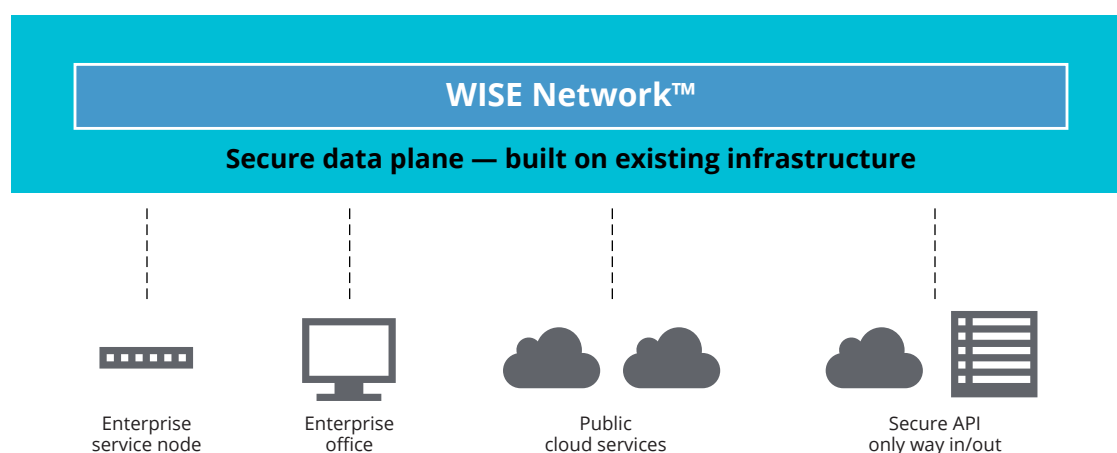 WISE Network™
Secure data plane — built on existing infrastructure
Enterprise
service node
Enterprise
office
Public
cloud services
Secure API
only way in/out